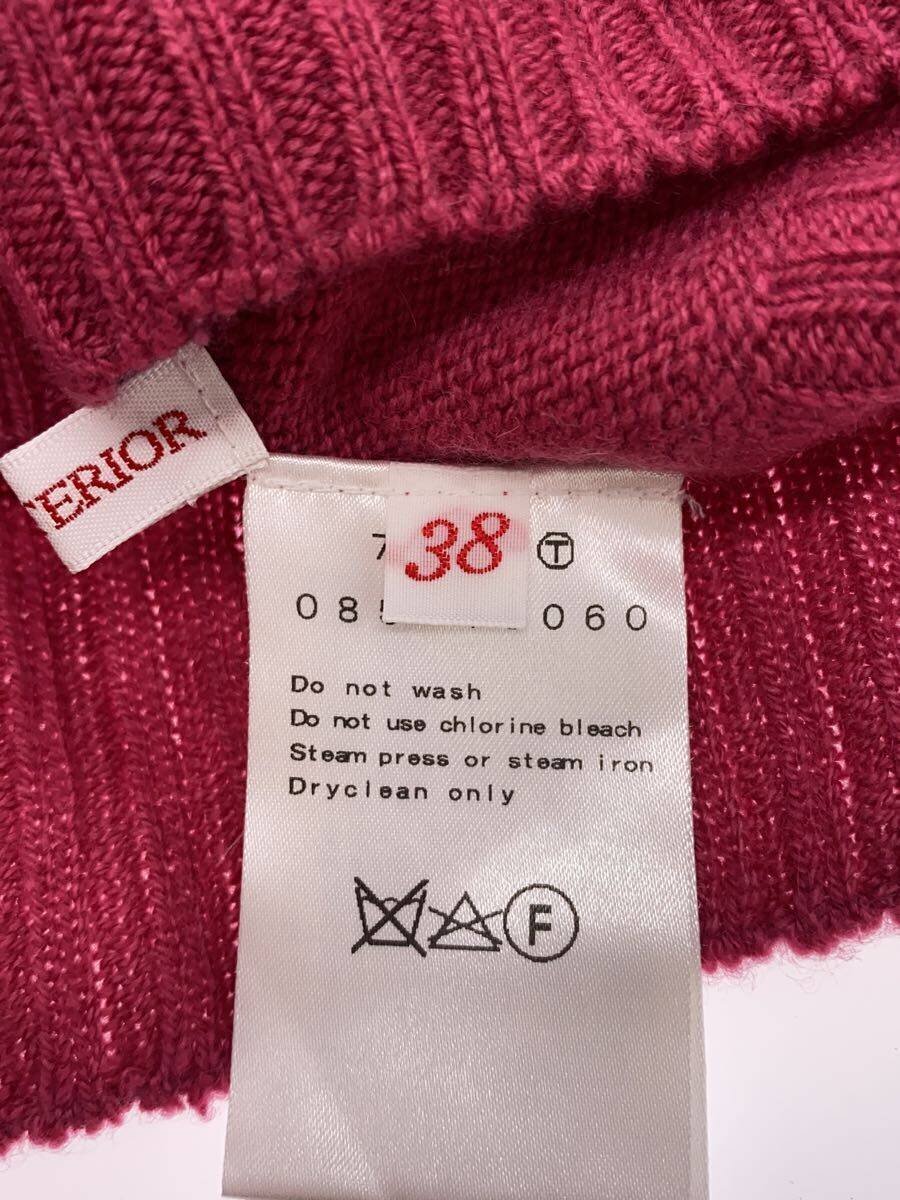 TERIOR
38
7 Ⓣ
08 060
Do not wash
Do not use chlorine bleach
Steam press or steam iron
Dryclean only
F